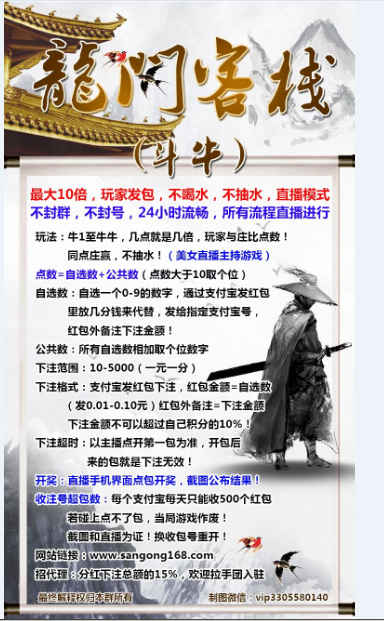 龍門客栈
(斗牛)
最大10倍，玩家发包，不喝水，不抽水，直播模式
不封群，不封号，24小时流畅，所有流程直播进行
玩法：牛1至牛牛，几点就是几倍，玩家与庄比点数！
同点庄赢，不抽水！（美女直播主持游戏）
点数=自选数+公共数（点数大于10取个位）
自选数：自选一个0-9的数字，通过支付宝发红包
里放几分钱来代替，发给指定支付宝号，
红包外备注下注金额！
公共数：所有自选数相加取个位数字
下注范围：10-5000（一元一分）
下注格式：支付宝发红包下注，红包金额=自选数
（发0.01-0.10元）红包外备注=下注金额
下注金额不可以超过自己积分的10%！
下注超时：以主播点开第一包为准，开包后
来的包就是下注无效！
开奖：直播手机界面点包开奖，截图公布结果！
收注号超包数：每个支付宝每天只能收500个红包
若碰上点不了包，当局游戏作废！
截图和直播为证！换收包号重开！
网站链接：www.sangong168.com
招代理：分红下注总额的15%，欢迎拉手团入驻
最终解释权归本群所有
制图微信：vip3305580140